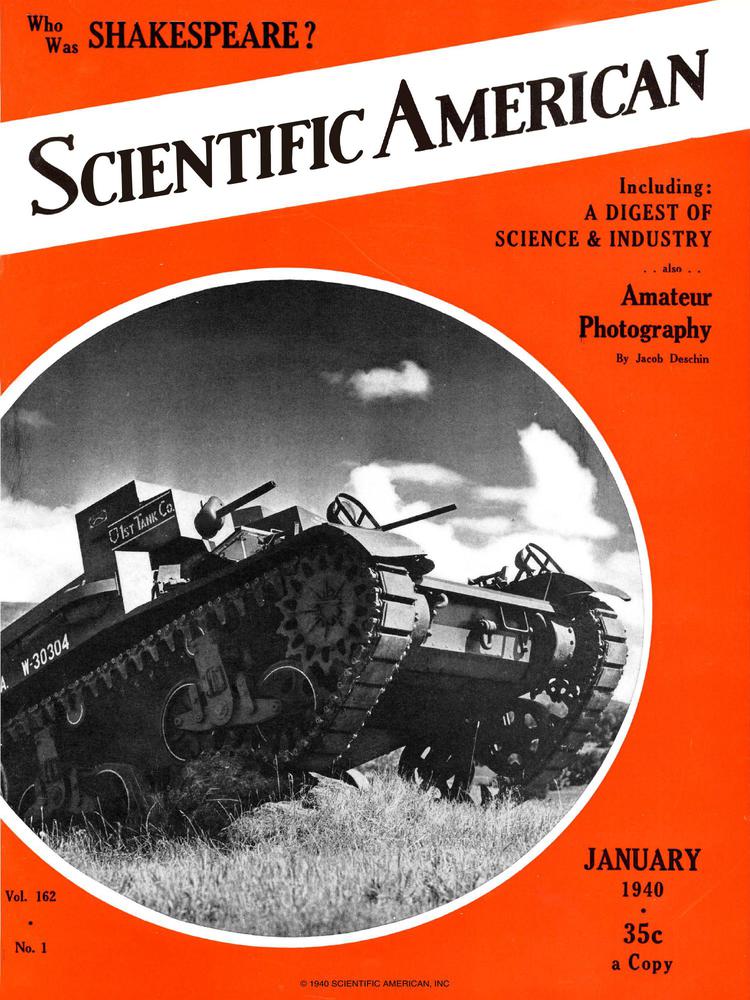 Who
Was SHAKESPEARE?
SCIENTIFIC AMERICAN
Including:
A DIGEST OF
SCIENCE & INDUSTRY
. . also . .
Amateur
Photography
By Jacob Deschin
1ST TANK CO.
A. W-30304
JANUARY
1940
•
35c
a Copy
Vol. 162
•
No. 1
© 1940 SCIENTIFIC AMERICAN, INC